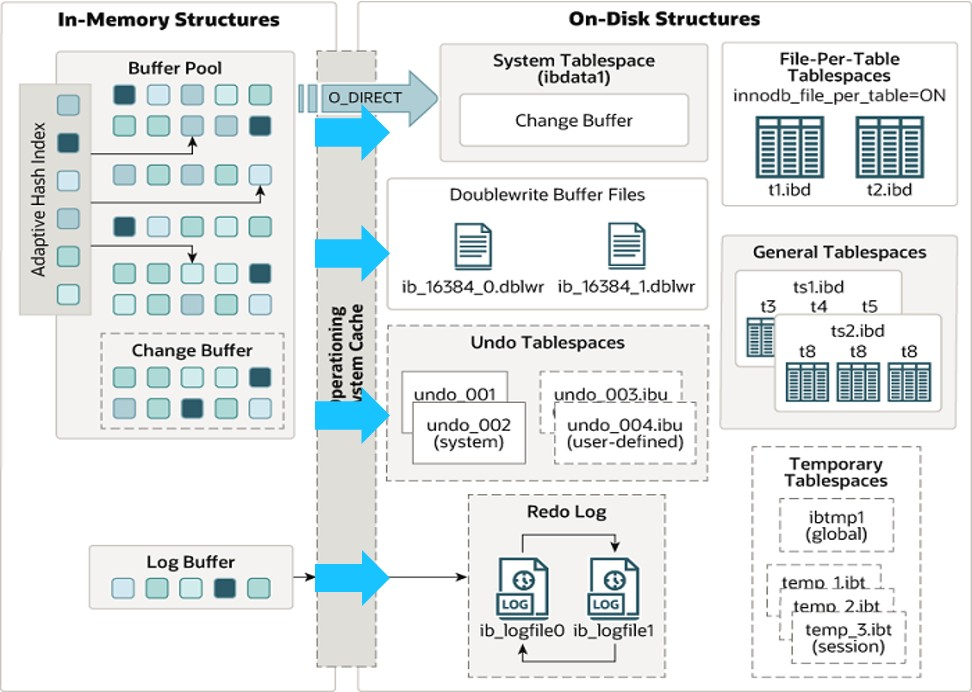 In-Memory Structures
On-Disk Structures
Buffer Pool
Adaptive Hash Index
Change Buffer
Log Buffer
O_DIRECT
System Tablespace
(ibdata1)
Change Buffer
Doublewrite Buffer Files
ib_16384_0.dblwr
ib_16384_1.dblwr
Undo Tablespaces
undo_001
undo_002
(system)
undo_003.ibu
undo_004.ibu
(user-defined)
Redo Log
LOG
LOG
ib_logfile0
ib_logfile1
File-Per-Table
Tablespaces
innodb_file_per_table=ON
t1.ibd
t2.ibd
General Tablespaces
ts1.ibd
t3 t4 t5
ts2.ibd
t8 t8 t8
Temporary
Tablespaces
ibtmp1
(global)
temp_1.ibt
temp_2.ibt
temp_3.ibt
(session)
Cache